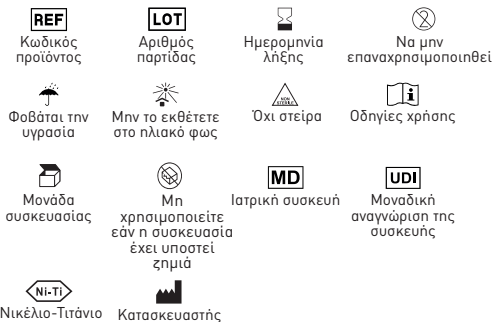 REF
LOT
Κωδικός
προϊόντος
Αριθμός
παρτίδας
Ημερομηνία
λήξης
Να μην
επαναχρησιμοποιηθεί
NON
STERILE
Φοβάται την
υγρασία
Μην το εκθέτετε
στο ηλιακό φως
Όχι στείρα
Οδηγίες χρήσης
MD
UDI
Μονάδα
συσκευασίας
Μη
χρησιμοποιείτε
εάν η συσκευασία
έχει υποστεί
ζημιά
Ιατρική συσκευή
Μοναδική
αναγνώριση της
συσκευής
Ni-Ti
Νικέλιο-Τιτάνιο
Κατασκευαστής